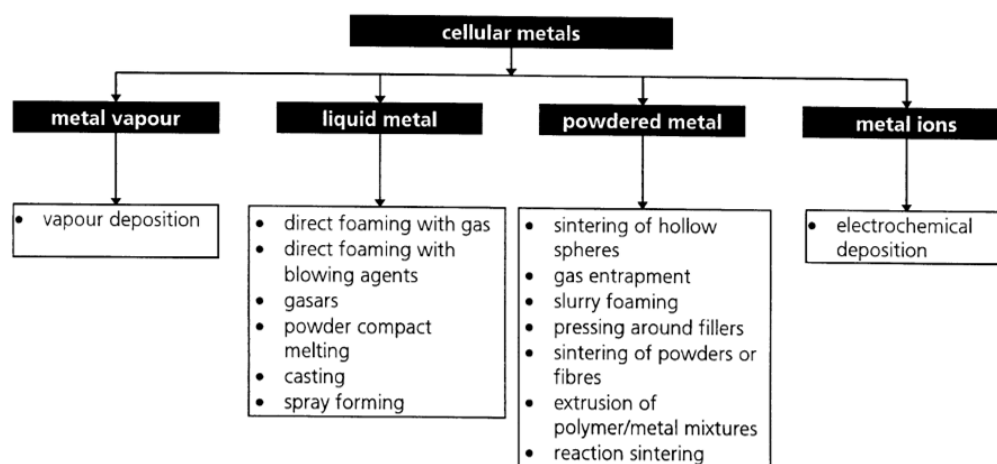 cellular metals
metal vapour
liquid metal
powdered metal
metal ions
• vapour deposition
• direct foaming with gas
• direct foaming with
blowing agents
• gasars
• powder compact
melting
• casting
• spray forming
• sintering of hollow
spheres
• gas entrapment
• slurry foaming
• pressing around fillers
• sintering of powders or
fibres
• extrusion of
polymer/metal mixtures
• reaction sintering
• electrochemical
deposition